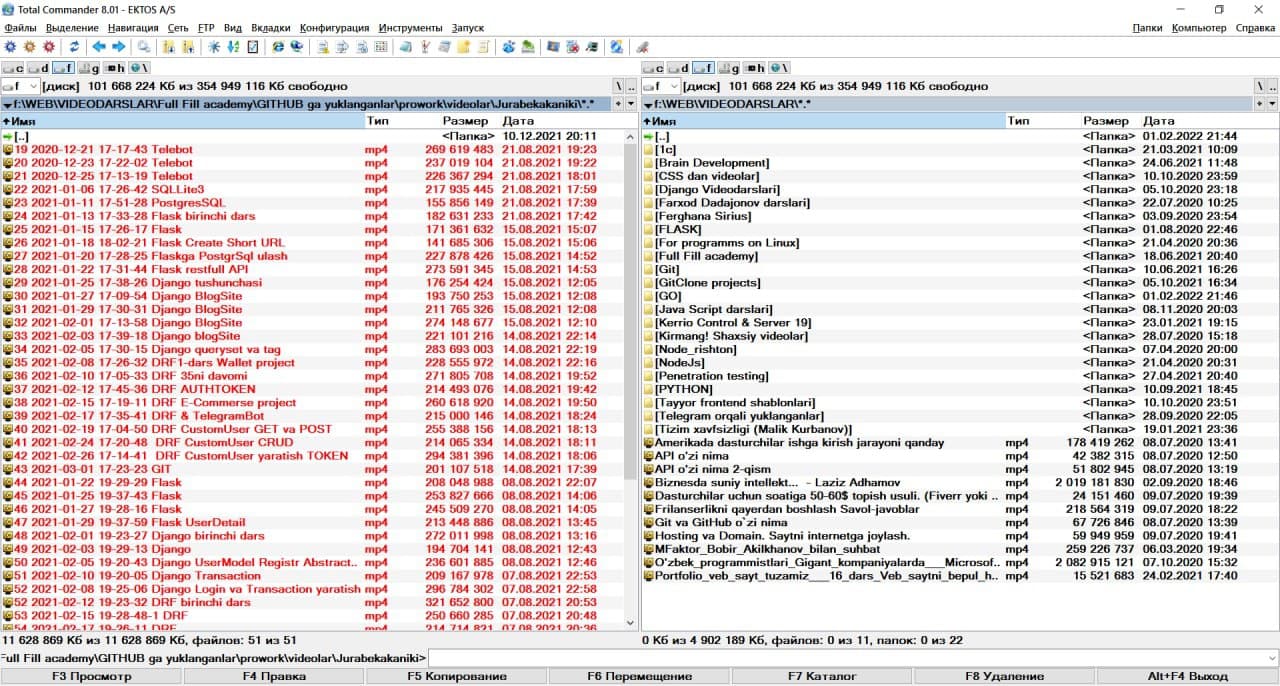 Total Commander 8.01 - EKTOS A/S
Файлы Выделение Навигация Сеть FTP Вид Вкладки Конфигурация Инструменты Запуск Папки Компьютер Справка
c d f g h \
f [диск] 101 668 224 Кб из 354 949 116 Кб свободно \ ..
f:\WEB\VIDEODARSLAR\Full Fill academy\GITHUB ga yuklanganlar\prowork\videolar\Jurabekakaniki\*.*
Имя Тип Размер Дата
[..] <Папка> 10.12.2021 20:11
19 2020-12-21 17-17-43 Telebot mp4 269 619 483 21.08.2021 19:23
20 2020-12-23 17-22-02 Telebot mp4 237 019 104 21.08.2021 19:22
21 2020-12-25 17-13-19 Telebot mp4 226 367 294 21.08.2021 18:01
22 2021-01-06 17-26-42 SQLLite3 mp4 217 935 445 21.08.2021 17:59
23 2021-01-11 17-51-28 PostgresSQL mp4 155 856 149 21.08.2021 17:39
24 2021-01-13 17-33-28 Flask birinchi dars mp4 182 631 233 21.08.2021 17:42
25 2021-01-15 17-26-17 Flask mp4 171 361 632 15.08.2021 15:07
26 2021-01-18 18-02-21 Flask Create Short URL mp4 141 685 306 15.08.2021 15:06
27 2021-01-20 17-28-25 Flaskga PostgrSql ulash mp4 227 878 426 15.08.2021 14:52
28 2021-01-22 17-31-44 Flask restfull API mp4 273 591 345 15.08.2021 14:53
29 2021-01-25 17-38-26 Django tushunchasi mp4 176 254 424 15.08.2021 12:05
30 2021-01-27 17-09-54 Django BlogSite mp4 193 750 253 15.08.2021 12:08
31 2021-01-29 17-30-31 Django BlogSite mp4 211 765 326 15.08.2021 12:08
32 2021-02-01 17-13-58 Django BlogSite mp4 274 148 677 15.08.2021 12:10
33 2021-02-03 17-39-18 Django blogSite mp4 221 101 216 14.08.2021 22:14
34 2021-02-05 17-30-15 Django queryset va tag mp4 283 693 003 14.08.2021 22:19
35 2021-02-08 17-26-32 DRF1-dars Wallet project mp4 228 555 972 14.08.2021 22:16
36 2021-02-10 17-05-33 DRF 35ni davomi mp4 271 805 708 14.08.2021 19:52
37 2021-02-12 17-45-36 DRF AUTHTOKEN mp4 214 493 076 14.08.2021 19:42
38 2021-02-15 17-19-11 DRF E-Commerse project mp4 260 618 920 14.08.2021 19:50
39 2021-02-17 17-35-41 DRF & TelegramBot mp4 215 000 146 14.08.2021 18:24
40 2021-02-19 17-04-50 DRF CustomUser GET va POST mp4 255 388 156 14.08.2021 18:13
41 2021-02-24 17-20-48 DRF CustomUser CRUD mp4 214 065 334 14.08.2021 18:11
42 2021-02-26 17-14-41 DRF CustomUser yaratish TOKEN mp4 294 381 396 14.08.2021 18:06
43 2021-03-01 17-23-23 GIT mp4 201 107 518 14.08.2021 17:39
44 2021-01-22 19-29-29 Flask mp4 208 048 988 08.08.2021 22:07
45 2021-01-25 19-37-43 Flask mp4 253 827 666 08.08.2021 14:06
46 2021-01-27 19-28-16 Flask mp4 245 509 270 08.08.2021 14:05
47 2021-01-29 19-37-59 Flask UserDetail mp4 213 448 886 08.08.2021 13:45
48 2021-02-01 19-23-27 Django birinchi dars mp4 272 011 998 08.08.2021 13:16
49 2021-02-03 19-29-13 Django mp4 194 704 141 08.08.2021 12:43
50 2021-02-05 19-20-43 Django UserModel Registr Abstract.. mp4 236 601 885 08.08.2021 12:46
51 2021-02-10 19-20-05 Django Transaction mp4 209 167 978 07.08.2021 22:53
52 2021-02-08 19-25-06 Django Login va Transaction yaratish mp4 296 784 302 07.08.2021 22:58
52 2021-02-12 19-23-32 DRF birinchi dars mp4 321 652 800 07.08.2021 20:53
53 2021-02-15 19-28-48-1 DRF mp4 250 660 285 07.08.2021 20:48
54 2021-02-17 19-26-11 DRF mp4 214 714 821 07.08.2021 20:36
11 628 869 Кб из 11 628 869 Кб, файлов: 51 из 51
c d f g h \
f [диск] 101 668 224 Кб из 354 949 116 Кб свободно \ ..
f:\WEB\VIDEODARSLAR\*.*
Имя Тип Размер Дата
[..] <Папка> 01.02.2022 21:44
[1c] <Папка> 21.03.2021 10:09
[Brain Development] <Папка> 24.06.2021 11:48
[CSS dan videolar] <Папка> 10.10.2020 23:59
[Django Videodarslari] <Папка> 05.10.2020 23:18
[Farxod Dadajonov darslari] <Папка> 22.07.2020 10:25
[Ferghana Sirius] <Папка> 03.09.2020 23:54
[FLASK] <Папка> 01.08.2020 22:46
[For programms on Linux] <Папка> 21.04.2020 20:36
[Full Fill academy] <Папка> 18.06.2021 20:40
[Git] <Папка> 10.06.2021 16:26
[GitClone projects] <Папка> 05.10.2021 16:34
[GO] <Папка> 01.02.2022 21:46
[Java Script darslari] <Папка> 08.11.2020 20:03
[Kerrio Control & Server 19] <Папка> 23.01.2021 19:15
[Kirmang! Shaxsiy videolar] <Папка> 28.07.2020 15:18
[Node_rishton] <Папка> 07.04.2020 20:00
[NodeJs] <Папка> 21.04.2020 20:31
[Penetration testing] <Папка> 27.04.2021 20:40
[PYTHON] <Папка> 10.09.2021 18:45
[Tayyor frontend shablonlari] <Папка> 10.10.2020 23:51
[Telegram orqali yuklanganlar] <Папка> 28.09.2020 22:05
[Tizim xavfsizligi (Malik Kurbanov)] <Папка> 19.01.2021 23:36
Amerikada dasturchilar ishga kirish jarayoni qanday mp4 178 419 262 08.07.2020 13:41
API o'zi nima mp4 42 382 315 08.07.2020 12:50
API o'zi nima 2-qism mp4 51 802 945 08.07.2020 13:19
Biznesda suniy intellekt... - Laziz Adhamov mp4 2 019 181 830 02.09.2020 18:46
Dasturchilar uchun soatiga 50-60$ topish usuli. (Fiverr yoki .. mp4 24 151 460 09.07.2020 19:39
Frilanserlikni qayerdan boshlash Savol-javoblar mp4 218 564 319 09.07.2020 18:22
Git va GitHub o`zi nima mp4 67 726 846 08.07.2020 13:39
Hosting va Domain. Saytni internetga joylash. mp4 59 949 959 09.07.2020 19:41
MFaktor_Bobir_Akilkhanov_bilan_suhbat mp4 259 226 737 06.03.2020 19:34
O'zbek_programmistlari_Gigant_kompaniyalarda___Microsof.. mp4 2 082 915 121 07.10.2020 15:32
Portfolio_veb_sayt_tuzamiz___16_dars_Veb_saytni_bepul_h.. mp4 15 521 683 24.02.2021 17:40
0 Кб из 4 902 189 Кб, файлов: 0 из 11, папок: 0 из 22
Full Fill academy\GITHUB ga yuklanganlar\prowork\videolar\Jurabekakaniki>
F3 Просмотр F4 Правка F5 Копирование F6 Перемещение F7 Каталог F8 Удаление Alt+F4 Выход